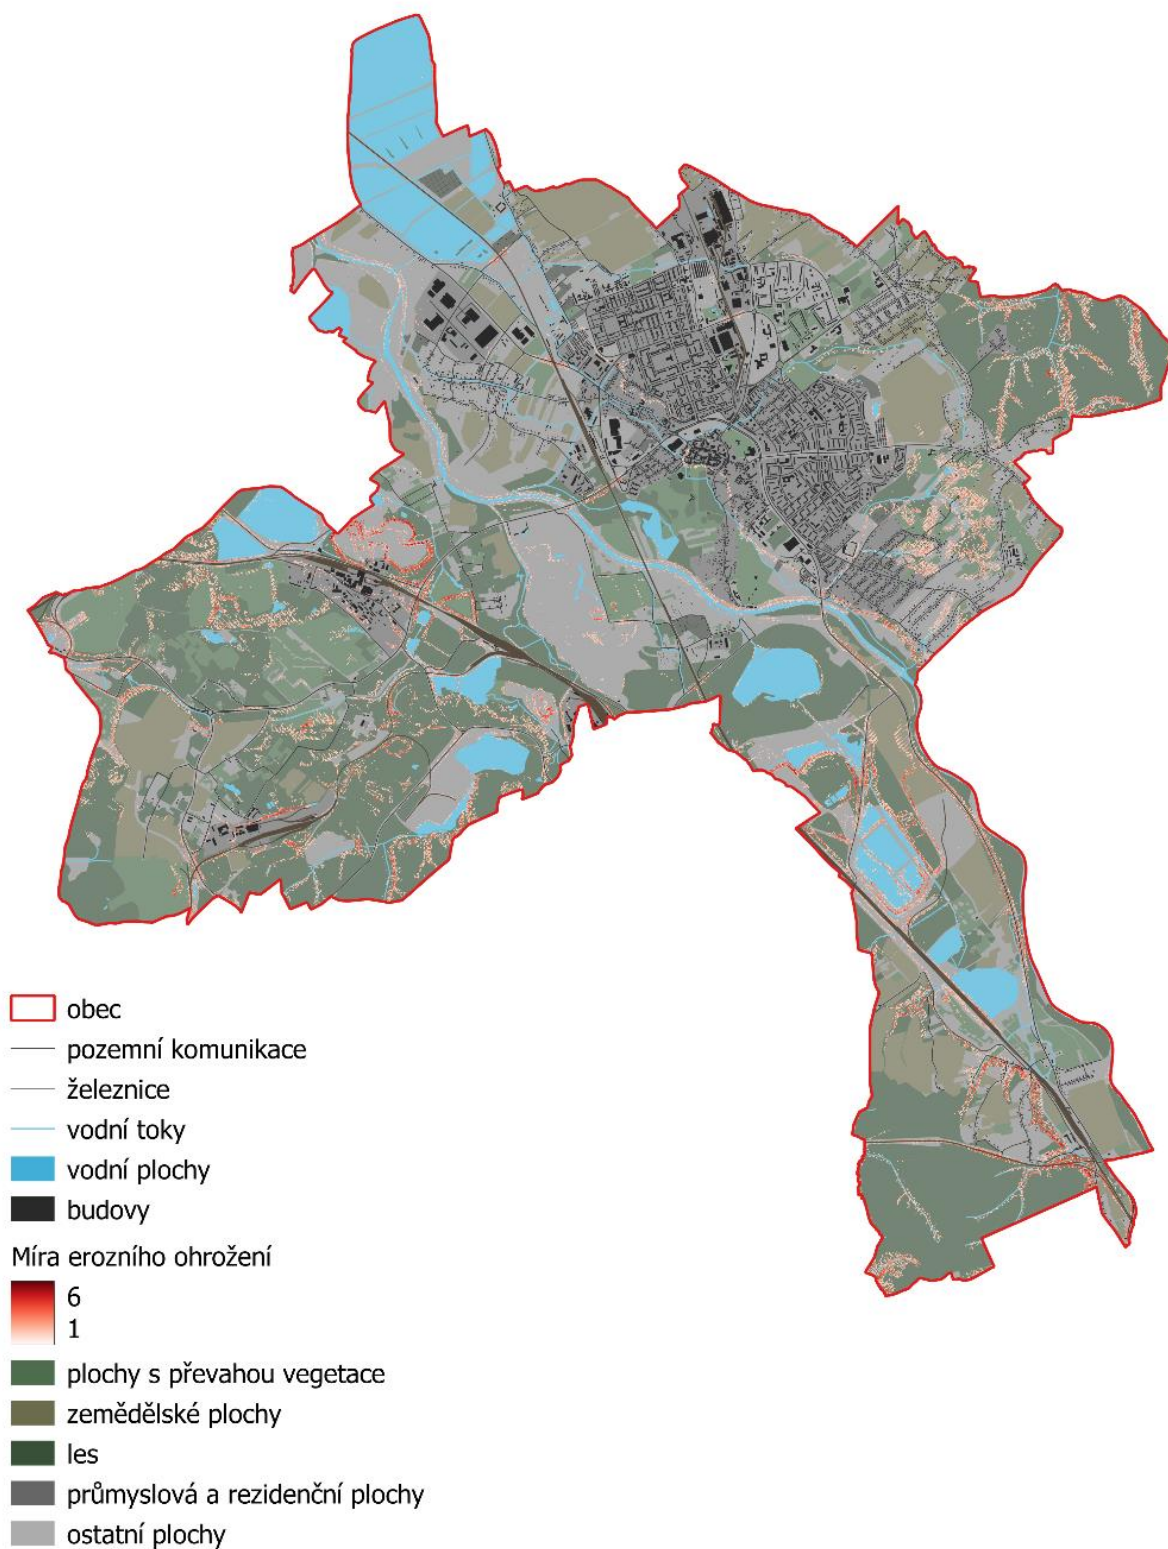 obec
pozemní komunikace
železnice
vodní toky
vodní plochy
budovy
Míra erozního ohrožení
6
1
plochy s převahou vegetace
zemědělské plochy
les
průmyslová a rezidenční plochy
ostatní plochy